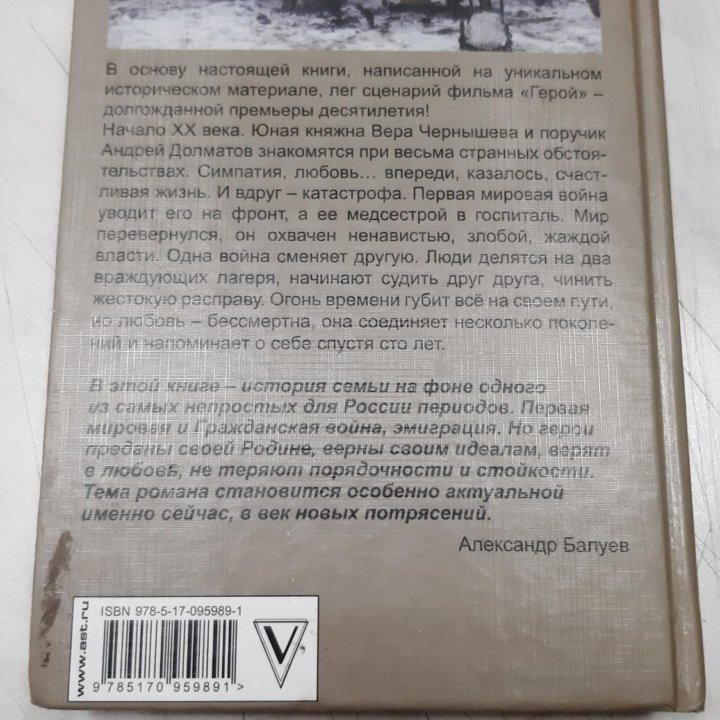 В основу настоящей книги, написанной на уникальном
историческом материале, лег сценарий фильма «Герой» –
долгожданной премьеры десятилетия!
Начало XX века. Юная княжна Вера Чернышева и поручик
Андрей Долматов знакомятся при весьма странных обстоя-
тельствах. Симпатия, любовь... впереди, казалось, счаст-
ливая жизнь. И вдруг – катастрофа. Первая мировая война
уводит его на фронт, а ее медсестрой в госпиталь. Мир
перевернулся, он охвачен ненавистью, злобой, жаждой
власти. Одна война сменяет другую. Люди делятся на два
враждующих лагеря, начинают судить друг друга, чинить
жестокую расправу. Огонь времени губит всё на своем пути,
но любовь – бессмертна, она соединяет несколько поколе-
ний и напоминает о себе спустя сто лет.
В этой книге – история семьи на фоне одного
из самых непростых для России периодов. Первая
мировая и Гражданская война, эмиграция. Но герои
преданы своей Родине, верны своим идеалам, верят
в любовь, не теряют порядочности и стойкости.
Тема романа становится особенно актуальной
именно сейчас, в век новых потрясений.
Александр Балуев
www.ast.ru
ISBN 978-5-17-095989-1
9 785170 959891 >
V